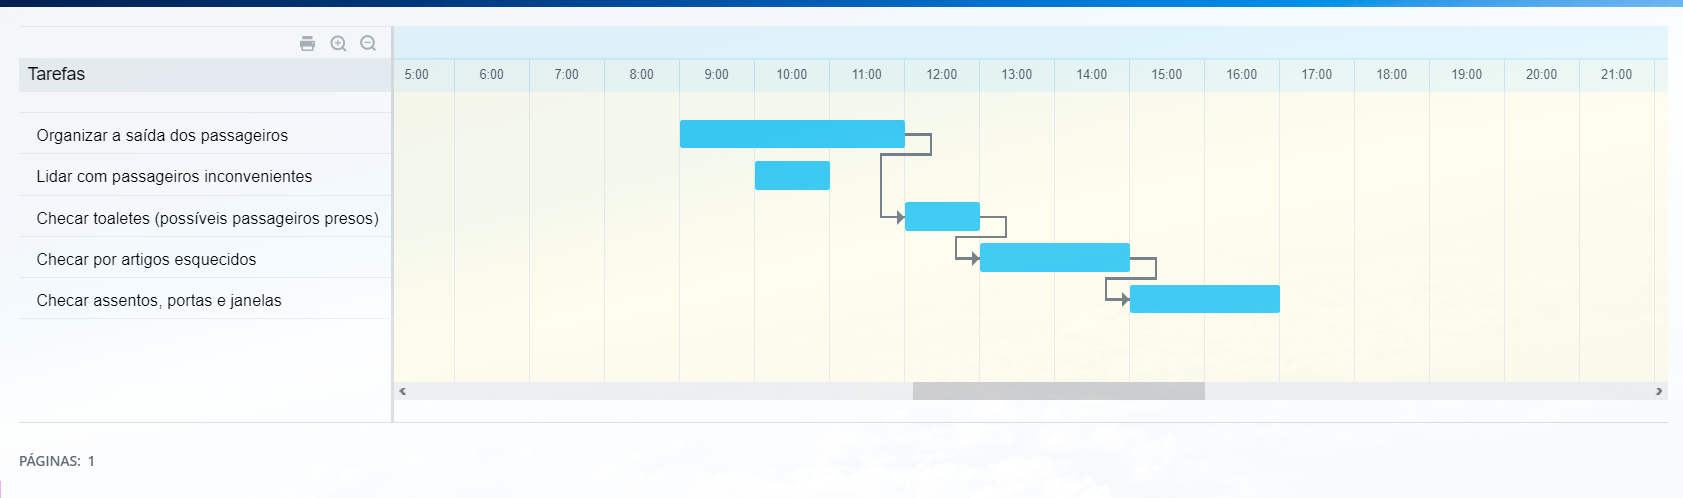 Tarefas
5:00 6:00 7:00 8:00 9:00 10:00 11:00 12:00 13:00 14:00 15:00 16:00 17:00 18:00 19:00 20:00 21:00
Organizar a saída dos passageiros
Lidar com passageiros inconvenientes
Checar toaletes (possíveis passageiros presos)
Checar por artigos esquecidos
Checar assentos, portas e janelas
PÁGINAS: 1